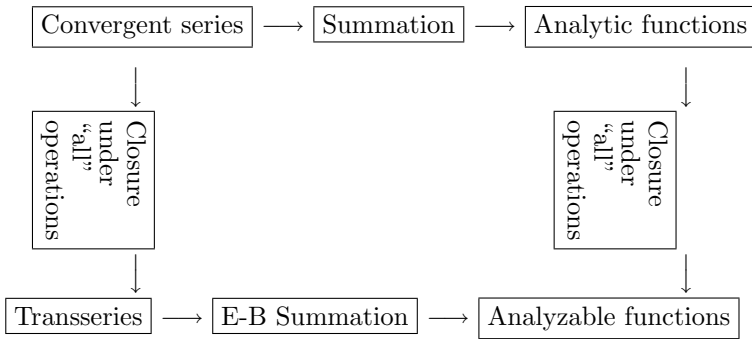 Convergent series
Summation
Analytic functions
Closure
under
“all”
operations
Closure
under
“all”
operations
Transseries
E-B Summation
Analyzable functions